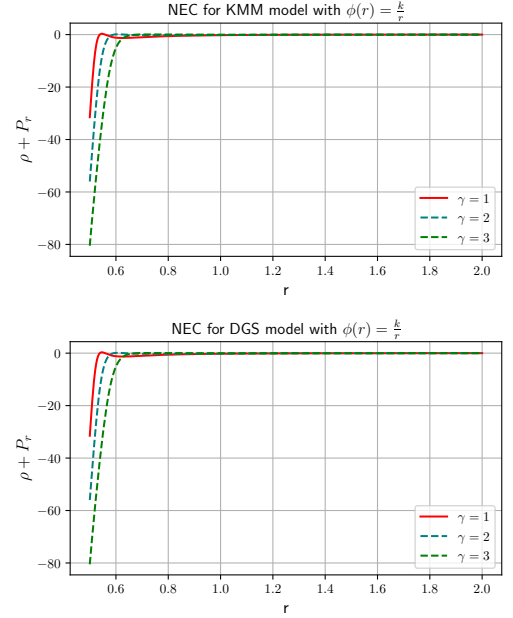 NEC for KMM model with ϕ(r) = k/r
0
−20
−40
−60
−80
ρ + P_r
γ = 1
γ = 2
γ = 3
0.6 0.8 1.0 1.2 1.4 1.6 1.8 2.0
r
NEC for DGS model with ϕ(r) = k/r
0
−20
−40
−60
−80
ρ + P_r
γ = 1
γ = 2
γ = 3
0.6 0.8 1.0 1.2 1.4 1.6 1.8 2.0
r